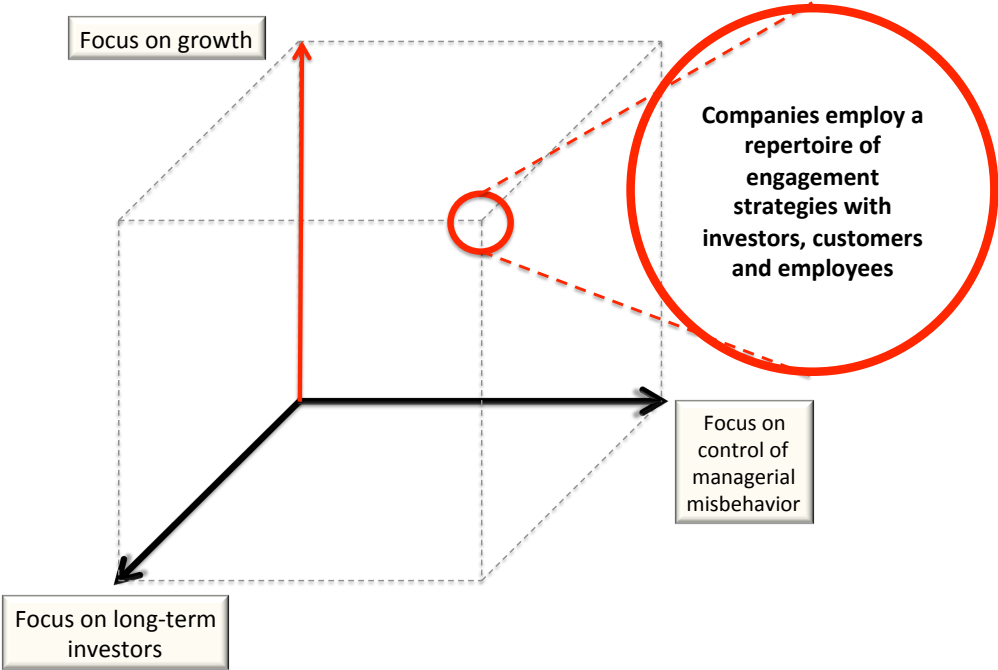 Focus on growth
Companies employ a
repertoire of
engagement
strategies with
investors, customers
and employees
Focus on
control of
managerial
misbehavior
Focus on long-term
investors